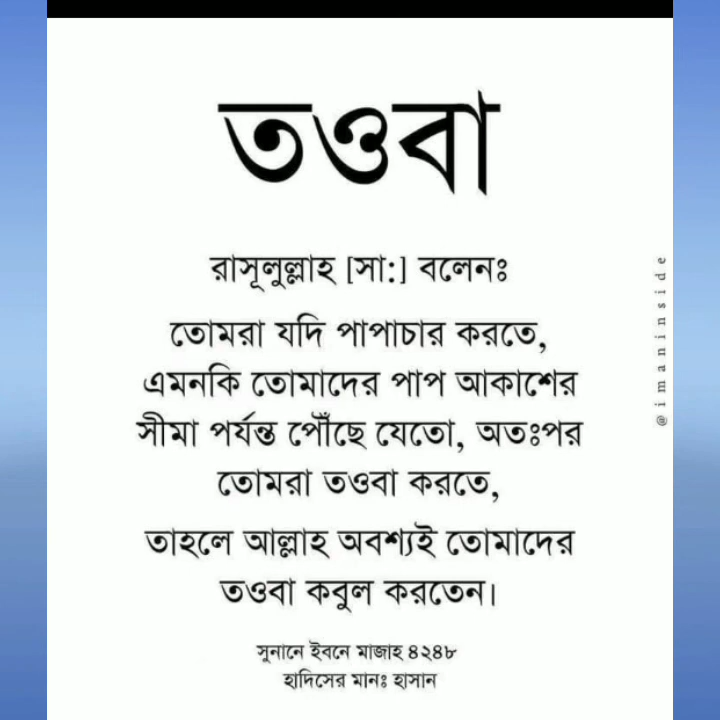 তওবা
রাসূলুল্লাহ [সা:] বলেনঃ
তোমরা যদি পাপাচার করতে,
এমনকি তোমাদের পাপ আকাশের
সীমা পর্যন্ত পৌঁছে যেতো, অতঃপর
তোমরা তওবা করতে,
তাহলে আল্লাহ অবশ্যই তোমাদের
তওবা কবুল করতেন।
সুনানে ইবনে মাজাহ ৪২৪৮
হাদিসের মানঃ হাসান
@imaninside